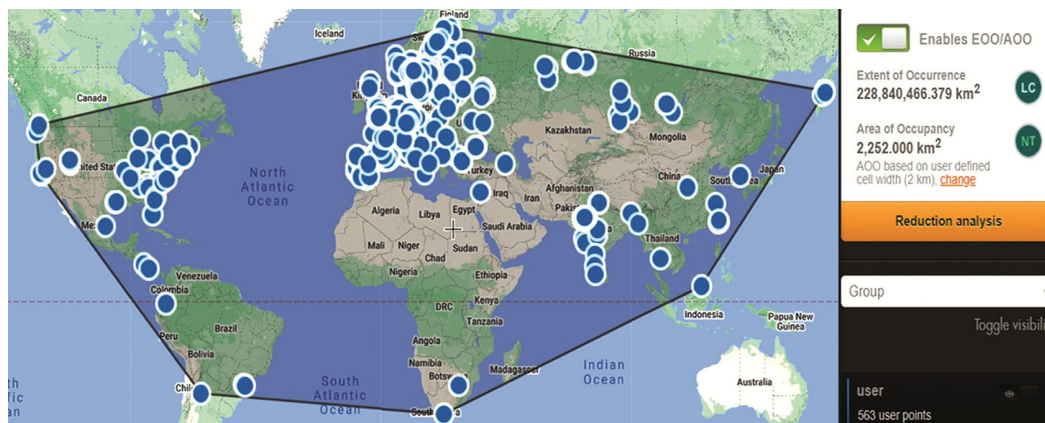 Finland
Iceland
Russia
Canada
Kazakhstan
Mongolia
North
Atlantic
Ocean
Turkey
Japan
China
Afghanistan
Iraq
Iran
Algeria
Libya
Egypt
Saudi Arabia
Mali
Niger
Sudan
Thailand
Chad
Venezuela
Nigeria
Ethiopia
Colombia
DRC
Kenya
Indonesia
Papua New
Guinea
Tanzania
Brazil
Peru
Angola
Bolivia
Namibia
Madagascar
Indian
Ocean
South
Atlantic
Ocean
Australia
Enables EOO/AOO
Extent of Occurrence
228,840,466.379 km²
LC
Area of Occupancy
2,252.000 km²
NT
AOO based on user defined
cell width (2 km), change
Reduction analysis
Group
Toggle visibili
user
563 user points